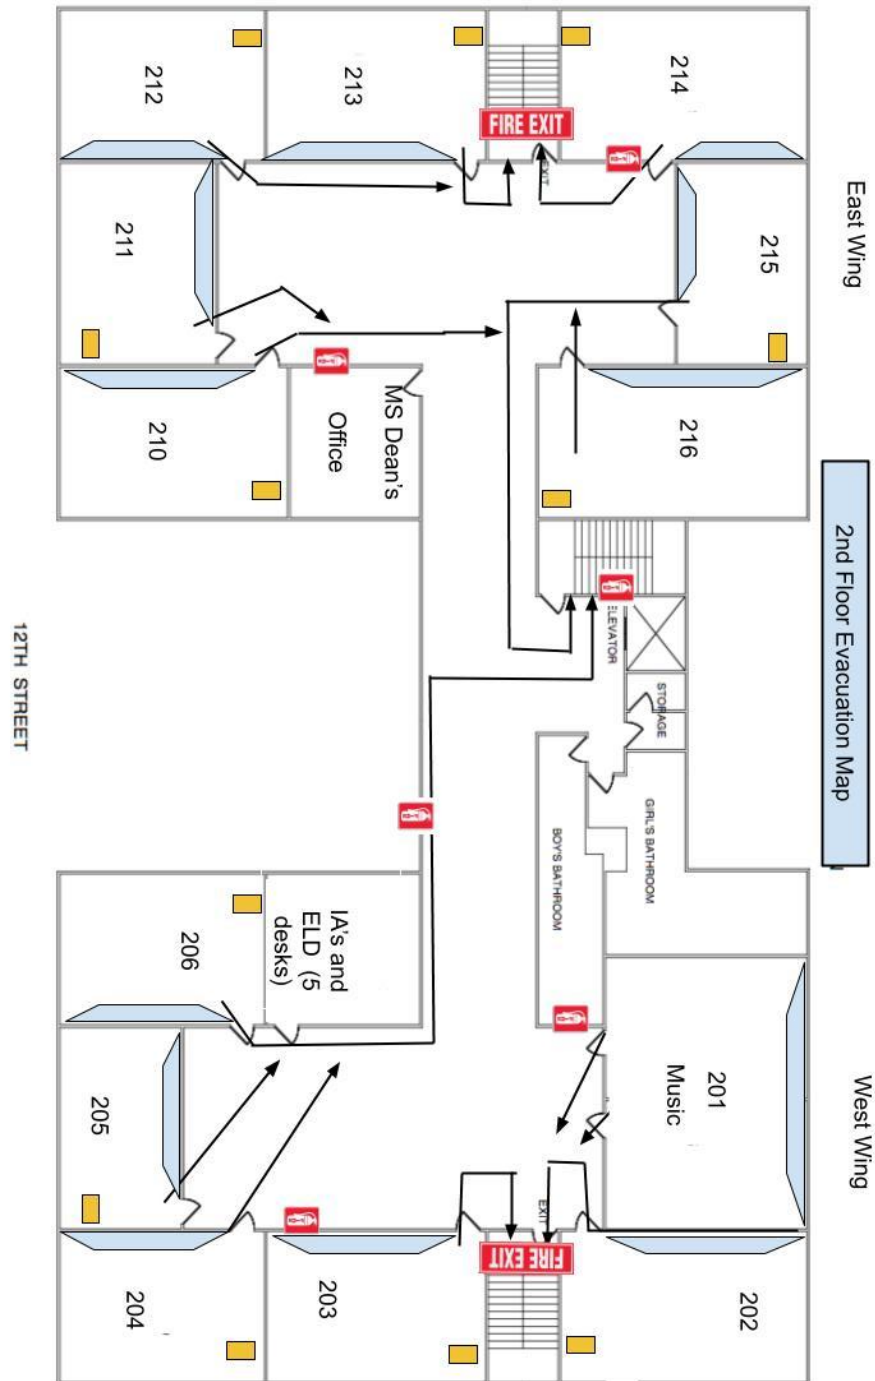 2nd Floor Evacuation Map
East Wing
West Wing
212
213
FIRE EXIT
EXIT
214
211
215
210
MS Dean's
Office
216
ELEVATOR
STORAGE
GIRL'S BATHROOM
BOY'S BATHROOM
12TH STREET
206
IA's and
ELD (5
desks)
201
Music
205
204
203
EXIT
FIRE EXIT
202